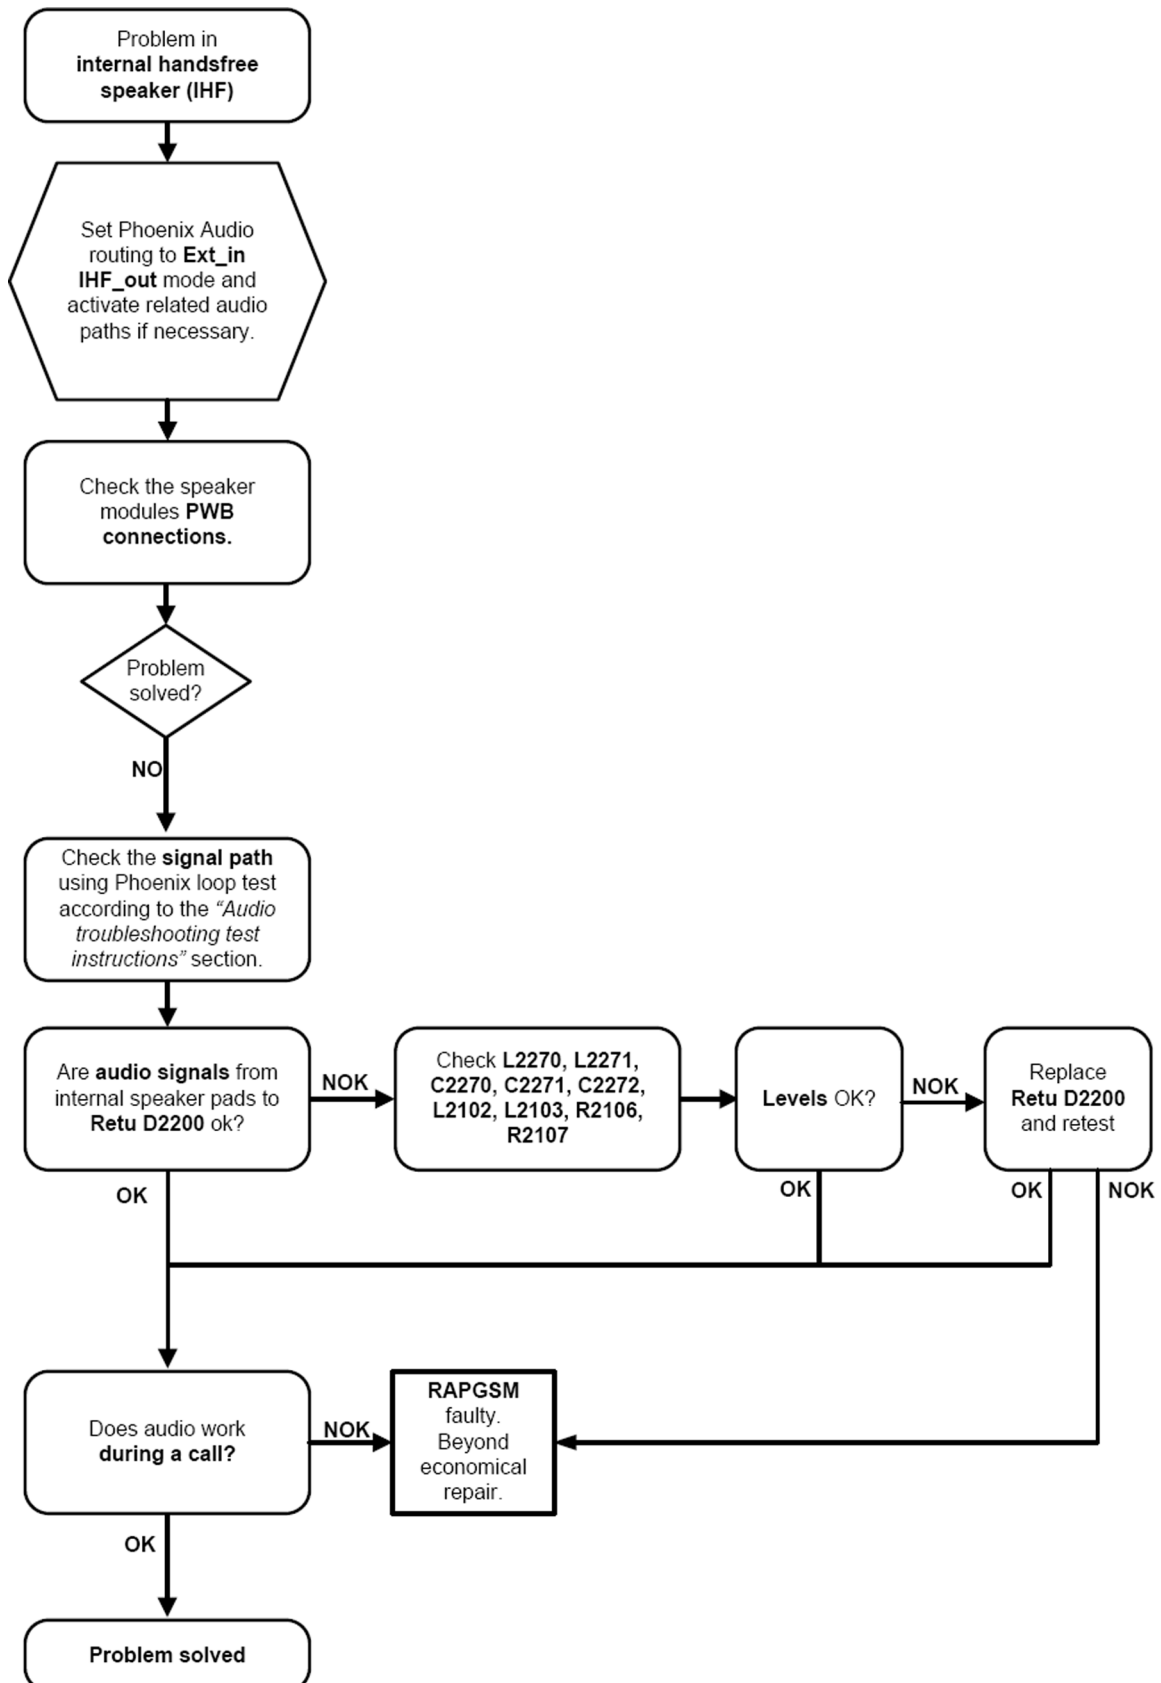 Problem in
internal handsfree
speaker (IHF)
Set Phoenix Audio
routing to Ext_in
IHF_out mode and
activate related audio
paths if necessary.
Check the speaker
modules PWB
connections.
Problem
solved?
NO
Check the signal path
using Phoenix loop test
according to the “Audio
troubleshooting test
instructions” section.
Are audio signals from
internal speaker pads to
Retu D2200 ok?
NOK
Check L2270, L2271,
C2270, C2271, C2272,
L2102, L2103, R2106,
R2107
Levels OK?
NOK
Replace
Retu D2200
and retest
OK
OK
OK
NOK
Does audio work
during a call?
NOK
RAPGSM
faulty.
Beyond
economical
repair.
OK
Problem solved